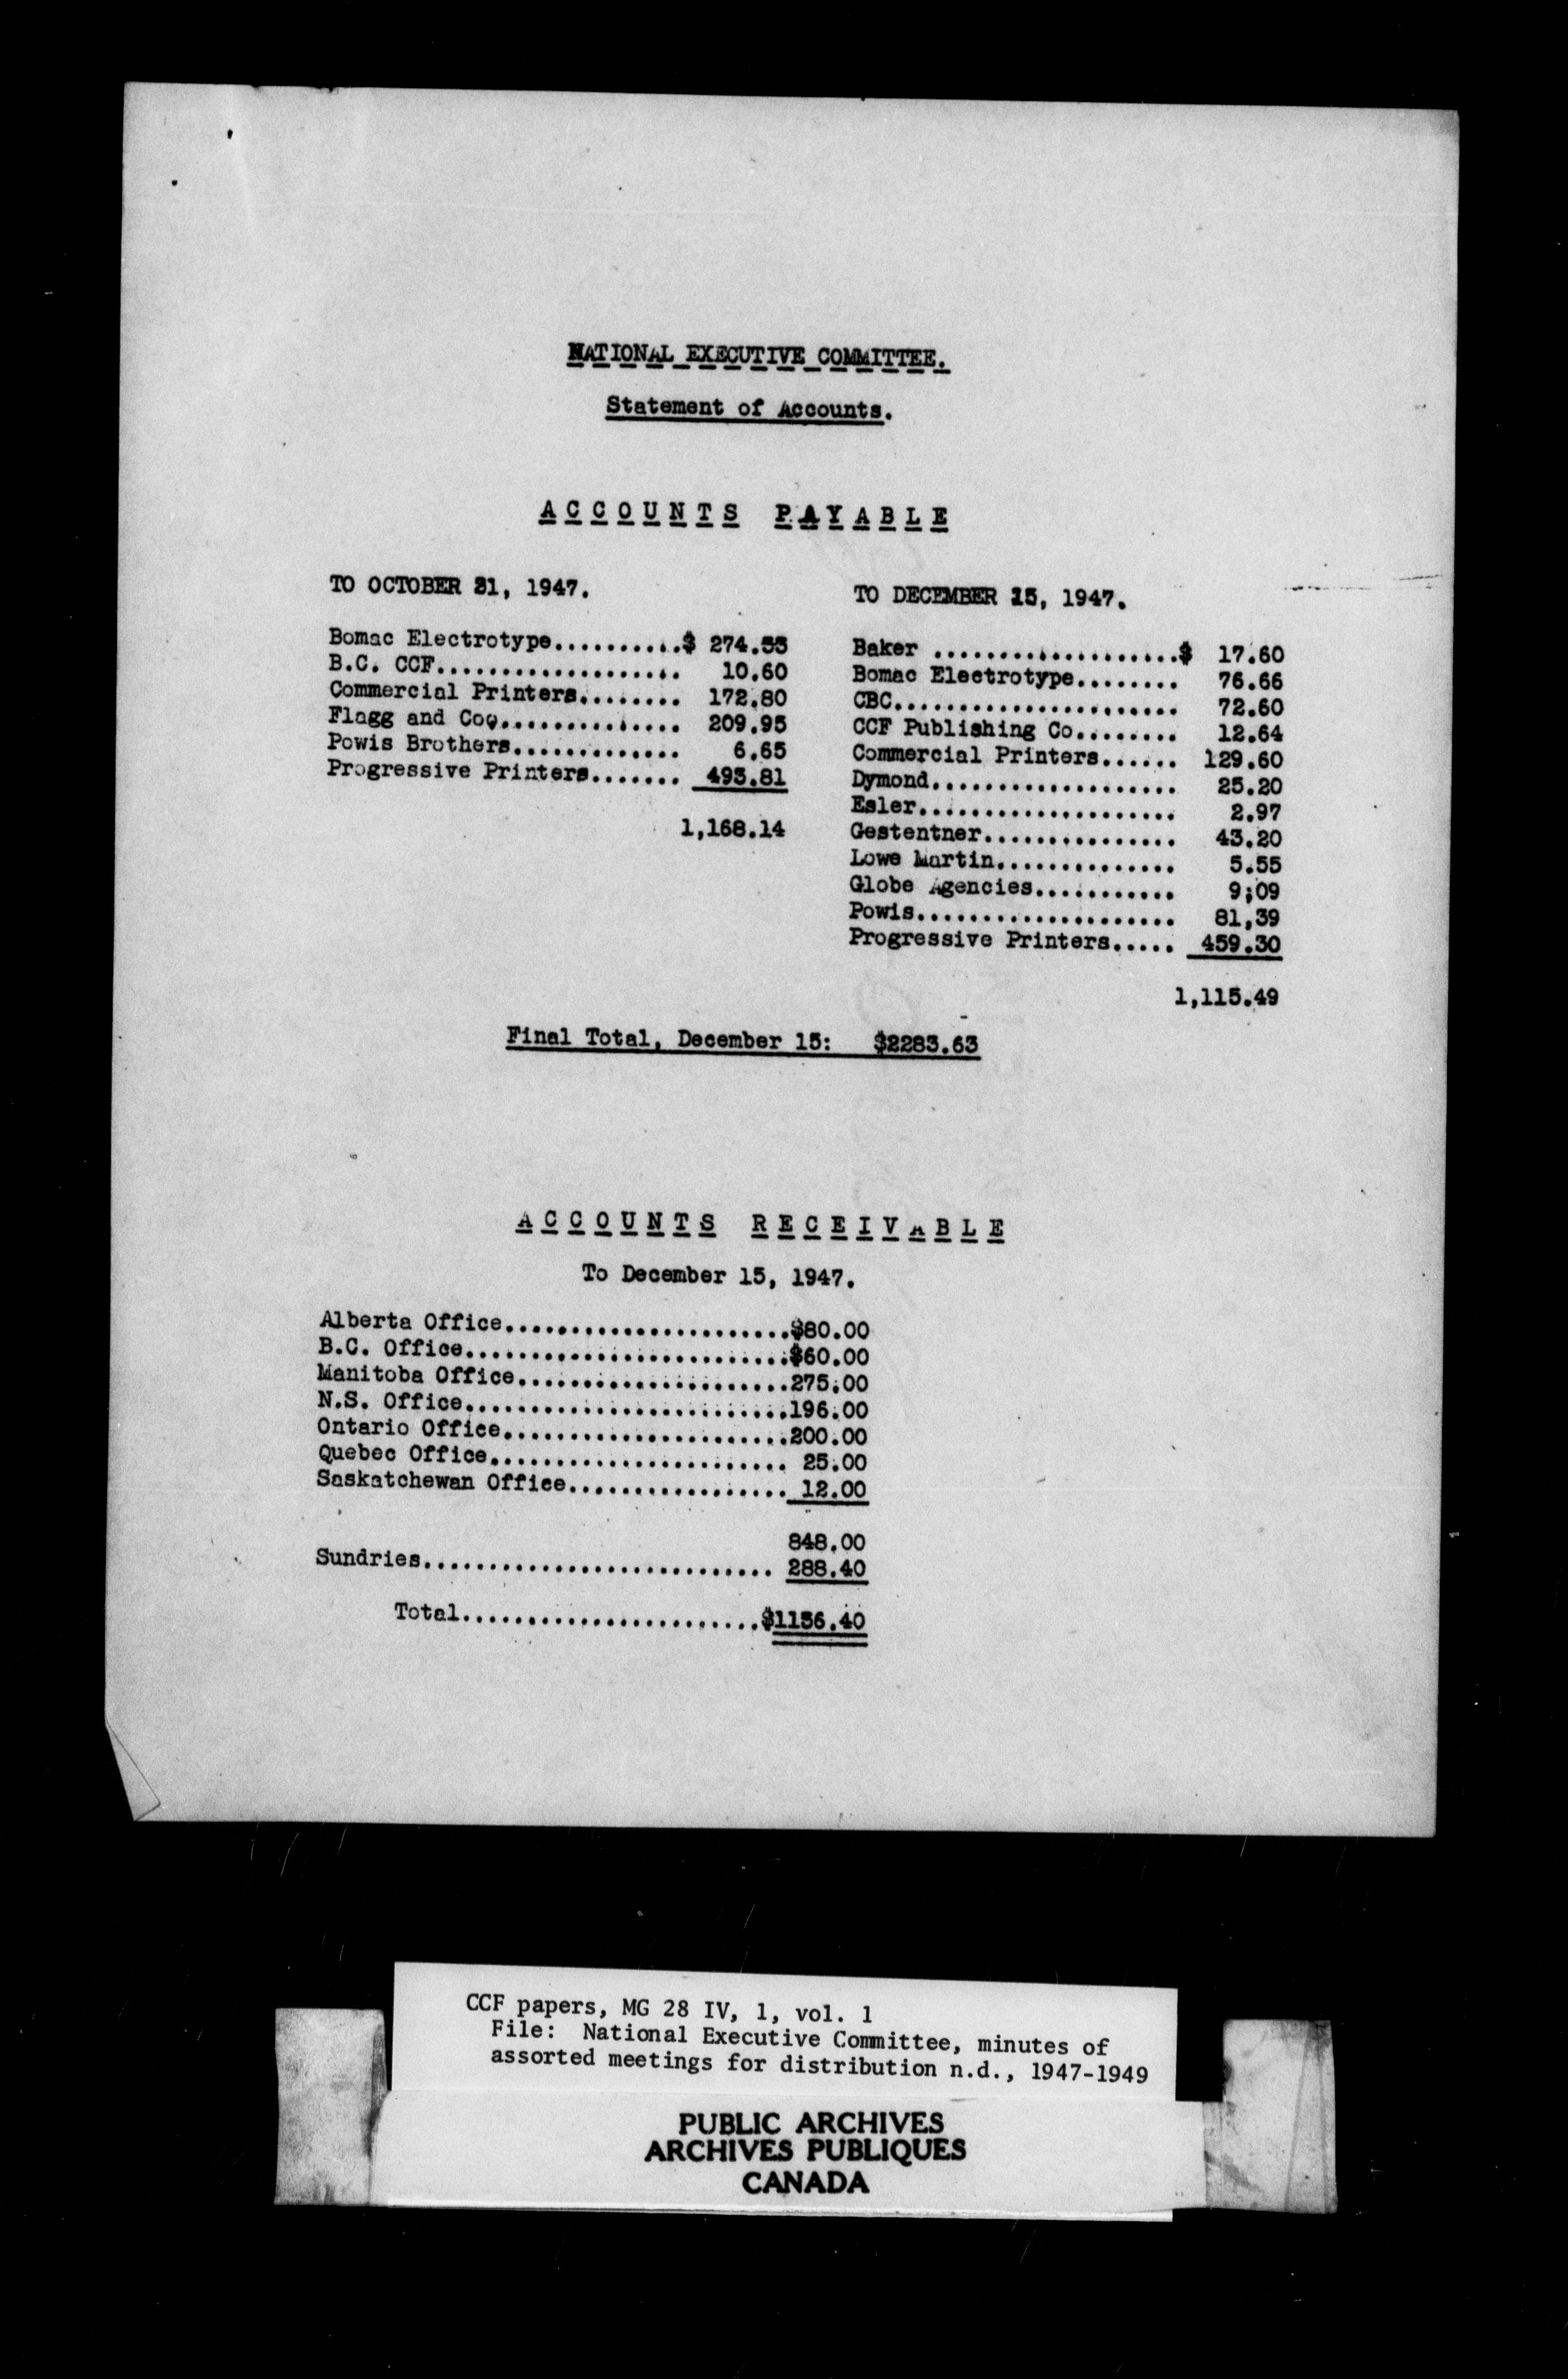 NATIONAL EXECUTIVE COMMITTEE.
Statement of Accounts.
ACCOUNTS PAYABLE
TO OCTOBER 31, 1947.
Bomac Electrotype..........$ 274.33
B.C. CCF................... 10.60
Commercial Printers........ 172.80
Flagg and Co............... 209.95
Powis Brothers............. 6.65
Progressive Printers....... 493.81
1,168.14
TO DECEMBER 15, 1947.
Baker ...................$ 17.60
Bomac Electrotype........ 76.66
CBC...................... 72.60
CCF Publishing Co........ 12.64
Commercial Printers...... 129.60
Dymond................... 25.20
Esler.................... 2.97
Gestentner............... 43.20
Lowe Martin.............. 5.55
Globe Agencies........... 9;09
Powis.................... 81,39
Progressive Printers..... 459.30
1,115.49
Final Total, December 15: $2283.63
ACCOUNTS RECEIVABLE
To December 15, 1947.
Alberta Office......................$80.00
B.C. Office.........................$60.00
Manitoba Office.....................275.00
N.S. Office.........................196.00
Ontario Office......................200.00
Quebec Office....................... 25.00
Saskatchewan Office................. 12.00
848.00
Sundries........................... 288.40
Total.......................$1136.40
CCF papers, MG 28 IV, 1, vol. 1
File: National Executive Committee, minutes of
assorted meetings for distribution n.d., 1947-1949
PUBLIC ARCHIVES
ARCHIVES PUBLIQUES
CANADA